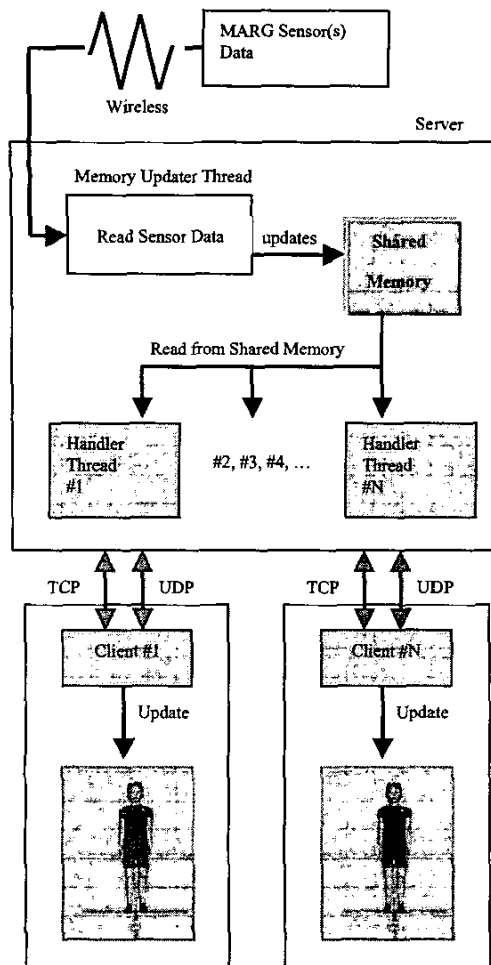 MARG Sensor(s)
Data
Wireless
Server
Memory Updater Thread
Read Sensor Data
updates
Shared
Memory
Read from Shared Memory
Handler
Thread
#1
#2, #3, #4, ...
Handler
Thread
#N
TCP
UDP
TCP
UDP
Client #1
Client #N
Update
Update